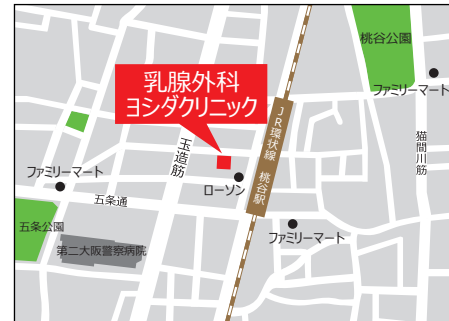 桃谷公園
乳腺外科
ヨシダクリニック
ファミリーマート
JR環状線 桃谷駅
猫間川筋
玉造筋
ファミリーマート
ローソン
五条通
五条公園
ファミリーマート
第二大阪警察病院